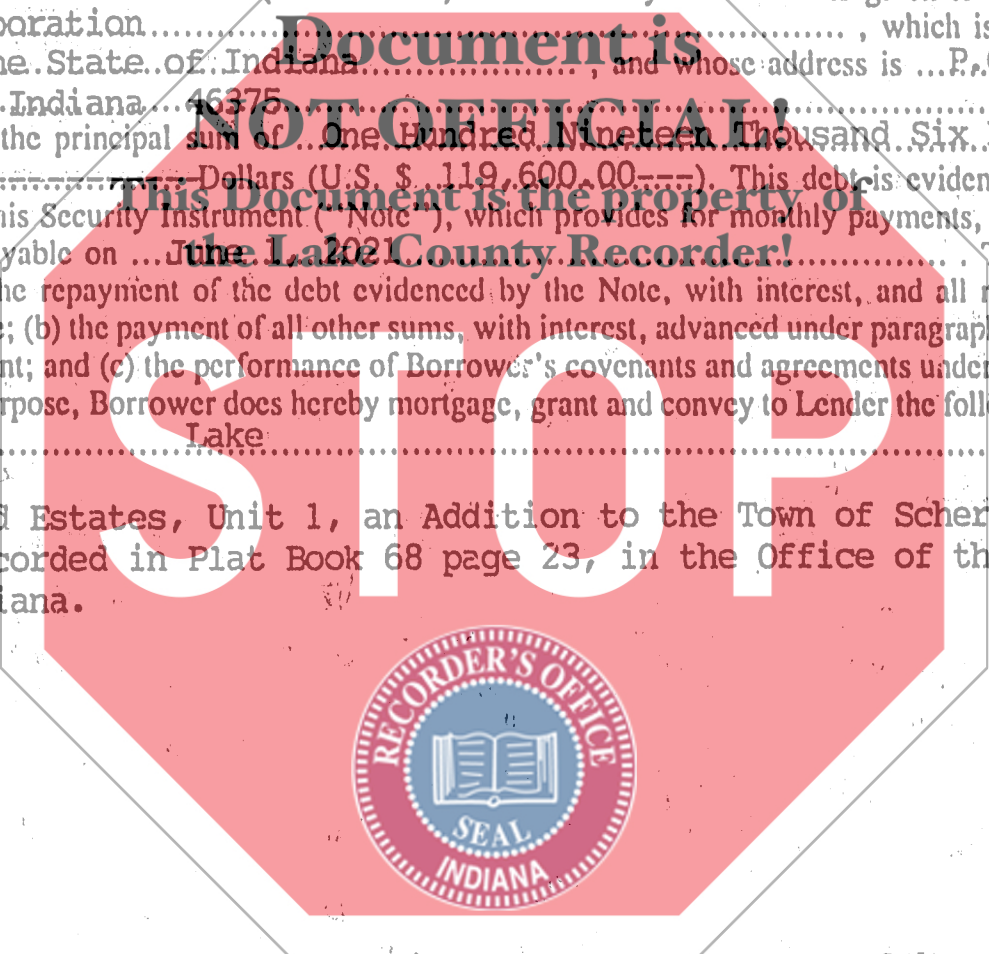 poration ........ , which is
Document is
he State of Indiana ........ , and whose address is ... P.
Indiana 46375
NOT OFFICIAL!
the principal sum of .. One Hundred Nineteen Thousand Six
Dollars (U.S. $ 119,600.00---). This debt is eviden
This Document is the property of
his Security Instrument ("Note"), which provides for monthly payments,
yable on ... June 1, 2021 ........ .
the Lake County Recorder!
he repayment of the debt evidenced by the Note, with interest, and all
; (b) the payment of all other sums, with interest, advanced under paragrap
nt; and (c) the performance of Borrower's covenants and agreements under
rpose, Borrower does hereby mortgage, grant and convey to Lender the foll
Lake
STOP
Estates, Unit 1, an Addition to the Town of Scher
corded in Plat Book 68 page 23, in the Office of th
iana.
RECORDER'S OFFICE
SEAL
INDIANA